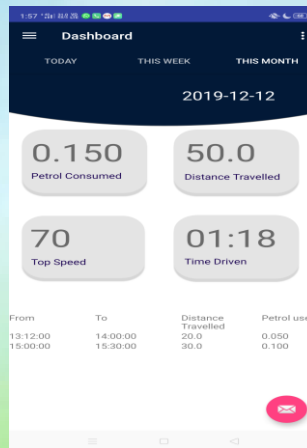 1:57
Dashboard
TODAY THIS WEEK THIS MONTH
2019-12-12
0.150 50.0
Petrol Consumed Distance Travelled
70 01:18
Top Speed Time Driven
From To Distance Travelled Petrol use
13:12:00 14:00:00 20.0 0.050
15:00:00 15:30:00 30.0 0.100